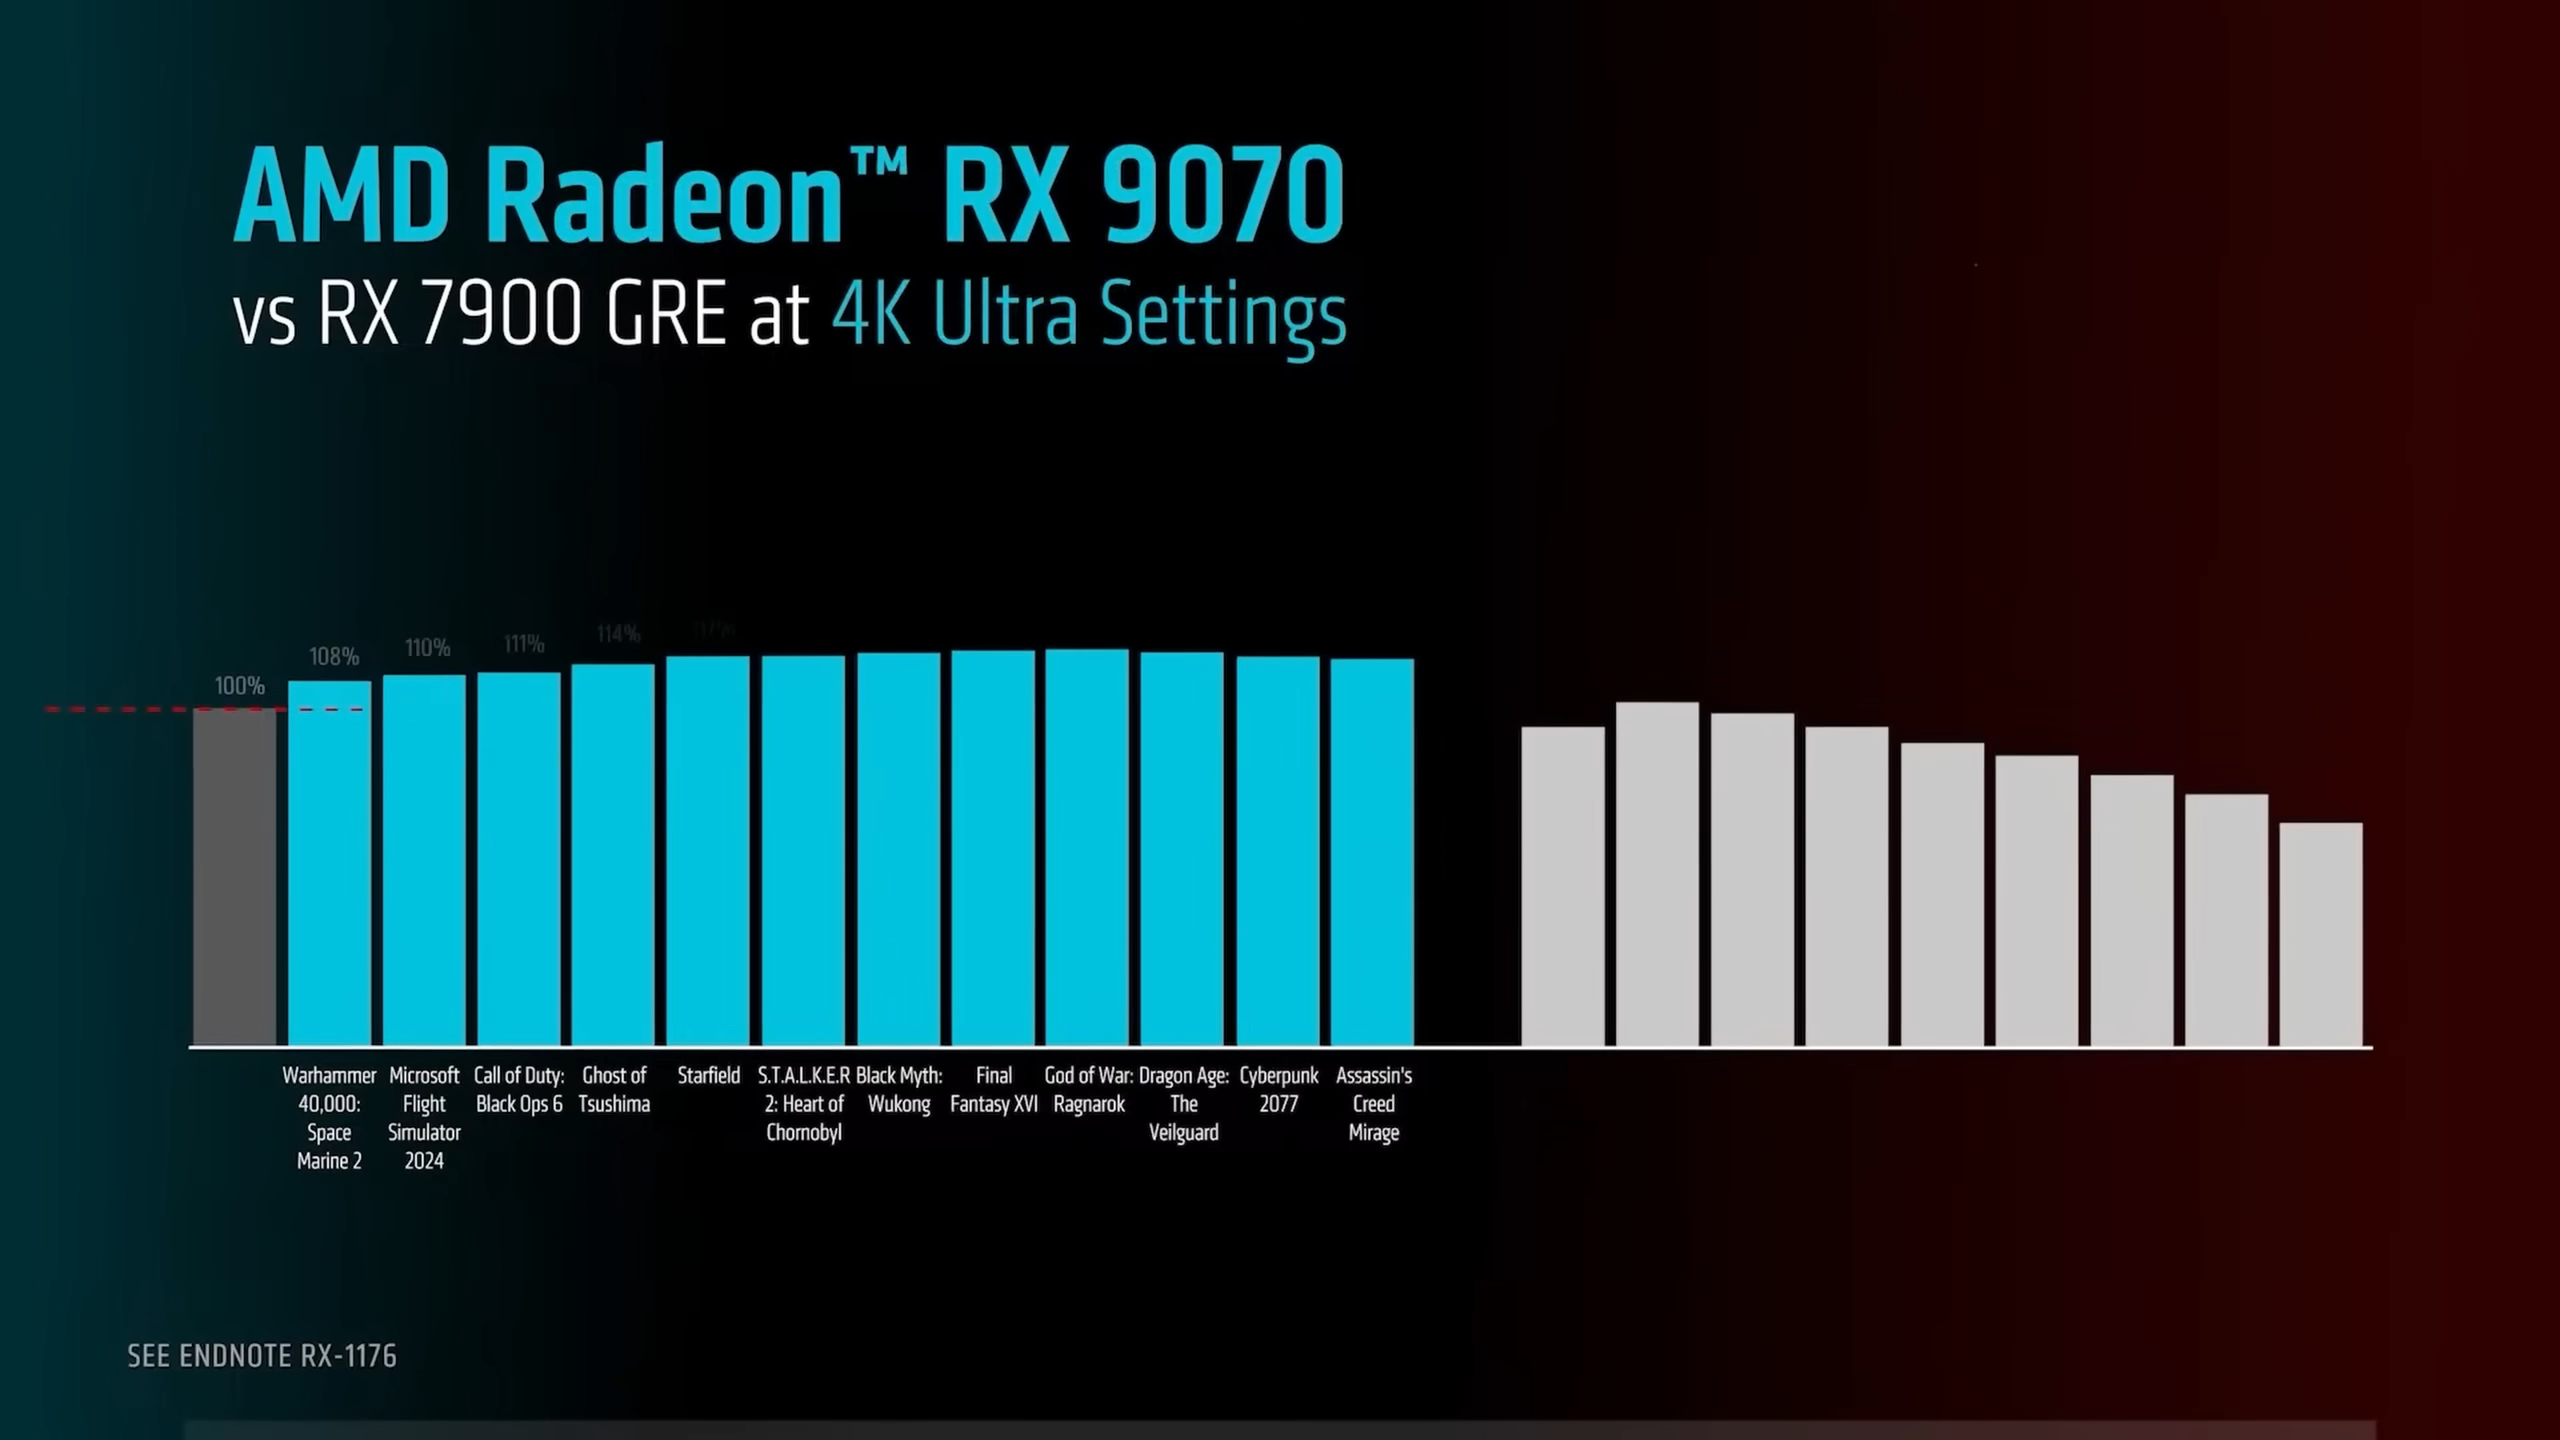 AMD Radeon™ RX 9070
vs RX 7900 GRE at 4K Ultra Settings
100%
108%
110%
111%
114%
Warhammer
40,000:
Space
Marine 2
Microsoft
Flight
Simulator
2024
Call of Duty:
Black Ops 6
Ghost of
Tsushima
Starfield
S.T.A.L.K.E.R
2: Heart of
Chornobyl
Black Myth:
Wukong
Final
Fantasy XVI
God of War:
Ragnarok
Dragon Age:
The
Veilguard
Cyberpunk
2077
Assassin's
Creed
Mirage
SEE ENDNOTE RX-1176